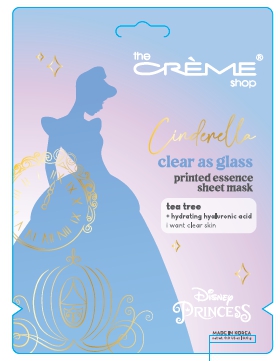 the
CRÈME®
shop
Cinderella
clear as glass
printed essence
sheet mask
tea tree
+ hydrating hyaluronic acid
i want clear skin
Disney
PRINCESS
MADE IN KOREA